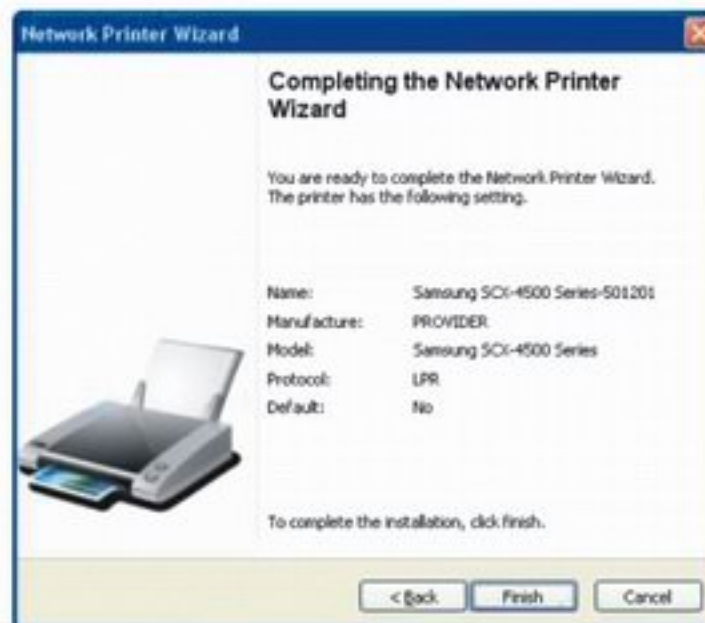 Network Printer Wizard
Completing the Network Printer
Wizard
You are ready to complete the Network Printer Wizard.
The printer has the following setting.
Name: Samsung SCX-4500 Series-501201
Manufacture: PROVIDER
Model: Samsung SCX-4500 Series
Protocol: LPR
Default: No
To complete the installation, click finish.
< Back Finish Cancel